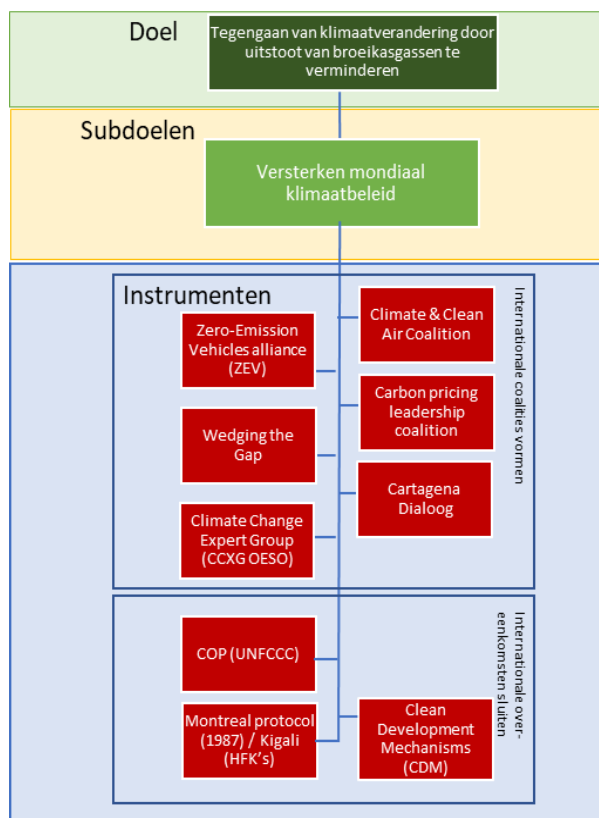 Doel
Tegengaan van klimaatverandering door
uitstoot van broeikasgassen te
verminderen
Subdoelen
Versterken mondiaal
klimaatbeleid
Instrumenten
Internationale coalities vormen
Zero-Emission
Vehicles alliance
(ZEV)
Climate & Clean
Air Coalition
Carbon pricing
leadership
coalition
Wedging the
Gap
Cartagena
Dialoog
Climate Change
Expert Group
(CCXG OESO)
Internationale over-
eenkomsten sluiten
COP (UNFCCC)
Montreal protocol
(1987) / Kigali
(HFK's)
Clean
Development
Mechanisms
(CDM)